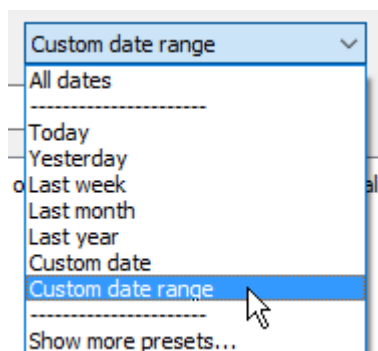 Custom date range
All dates
----------------------
Today
Yesterday
Last week
Last month
Last year
Custom date
Custom date range
----------------------
Show more presets...